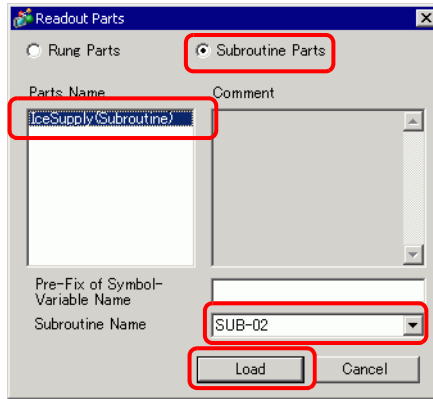 Readout Parts
Rung Parts Subroutine Parts
Parts Name Comment
IceSupply(Subroutine)
Pre-Fix of Symbol-
Variable Name
Subroutine Name SUB-02
Load Cancel